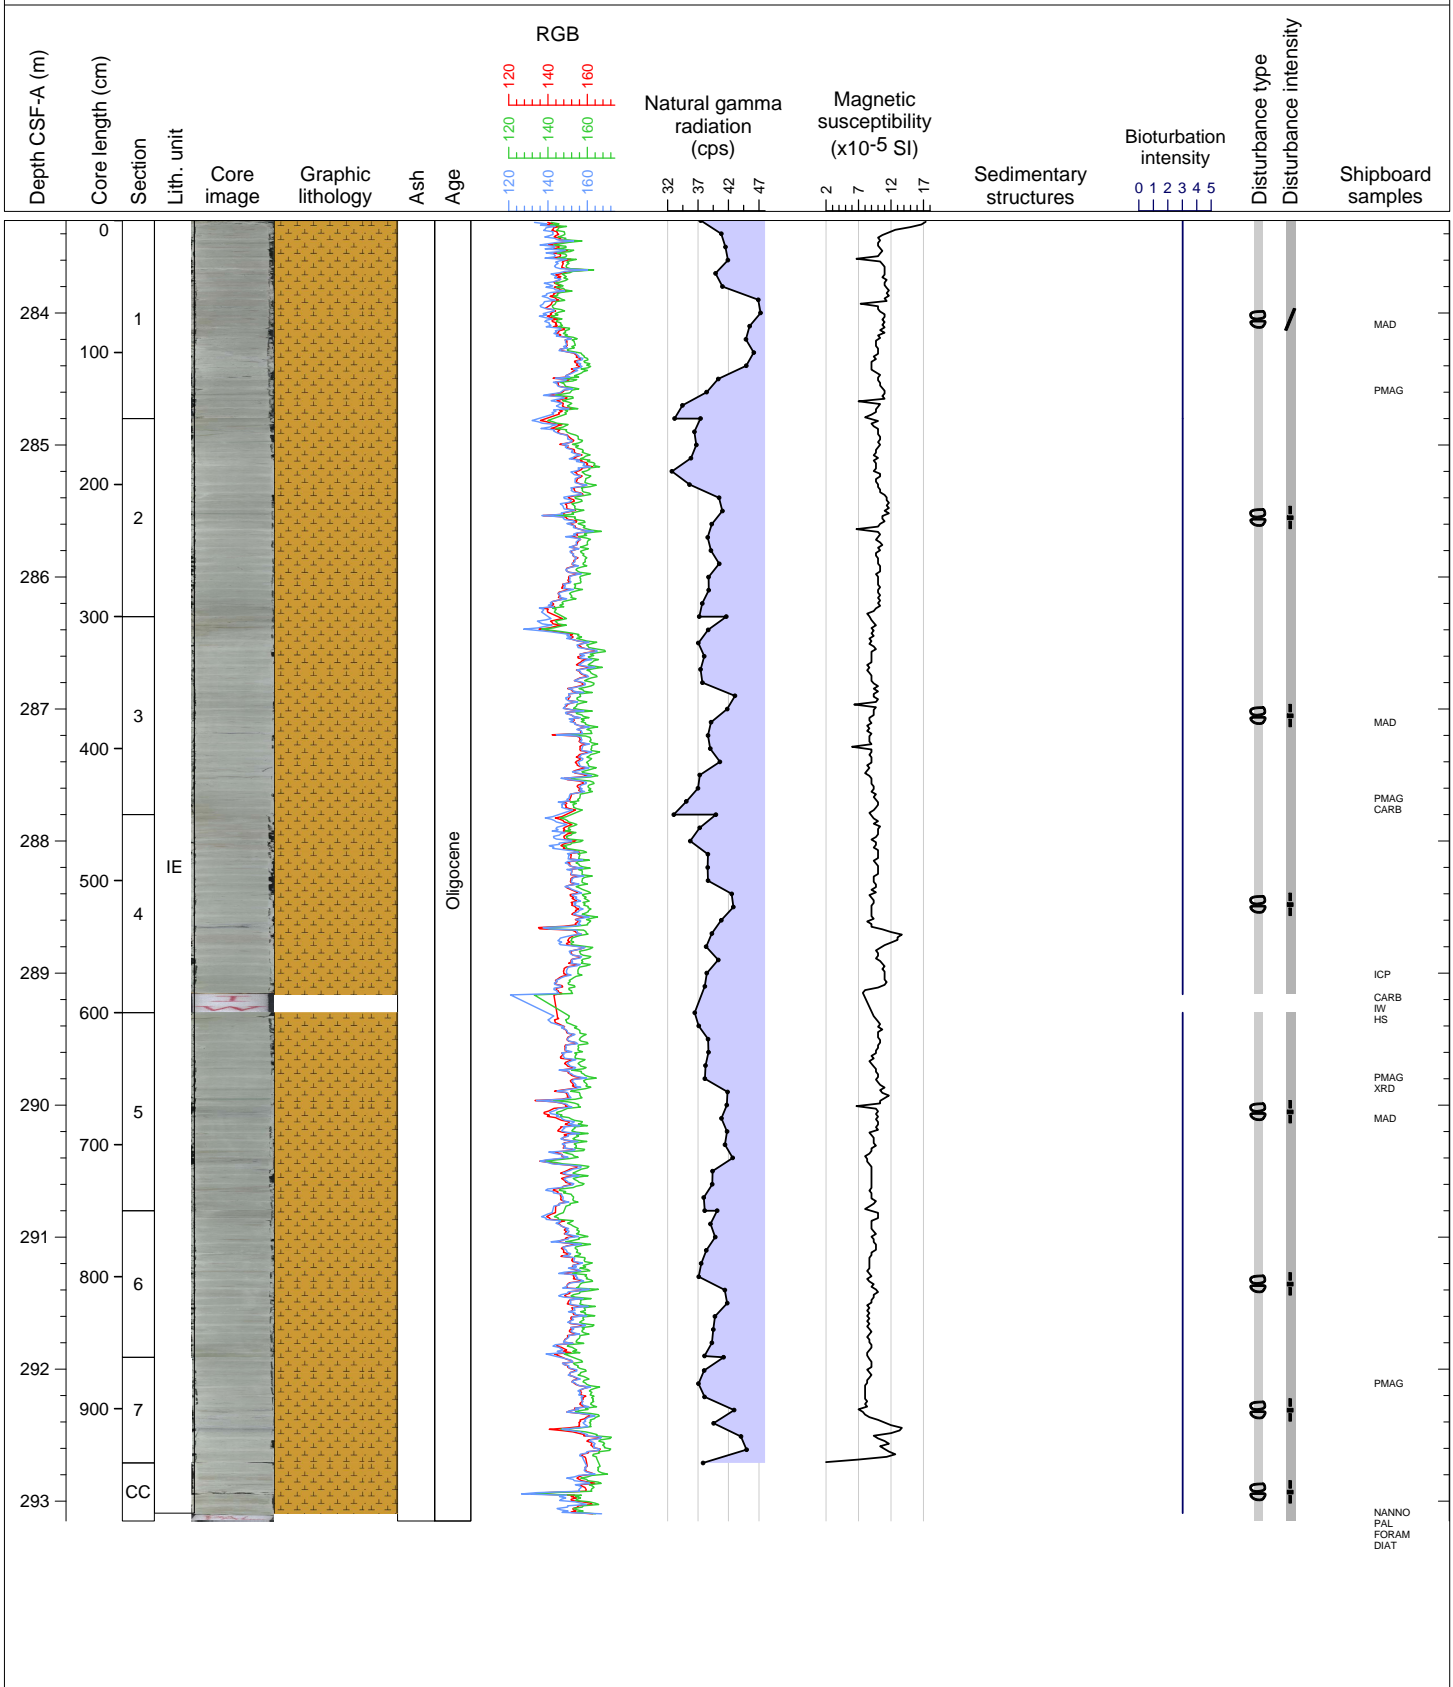 Depth CSF-A (m)
Core length (cm)
Section
Lith. unit
Core
image
Graphic
lithology
Ash
Age
RGB
120 140 160
120 140 160
120 140 160
Natural gamma
radiation
(cps)
32 37 42 47
Magnetic
susceptibility
(x10-5 SI)
2 7 12 17
Sedimentary
structures
Bioturbation
intensity
0 1 2 3 4 5
Disturbance type
Disturbance intensity
Shipboard
samples
0
284
1
MAD
100
PMAG
285
200
2
286
300
287
3
MAD
400
PMAG
CARB
288
IE
Oligocene
500
4
289
ICP
CARB
IW
HS
600
PMAG
XRD
290
5
MAD
700
291
800
6
292
PMAG
900
7
CC
293
NANNO
PAL
FORAM
DIAT